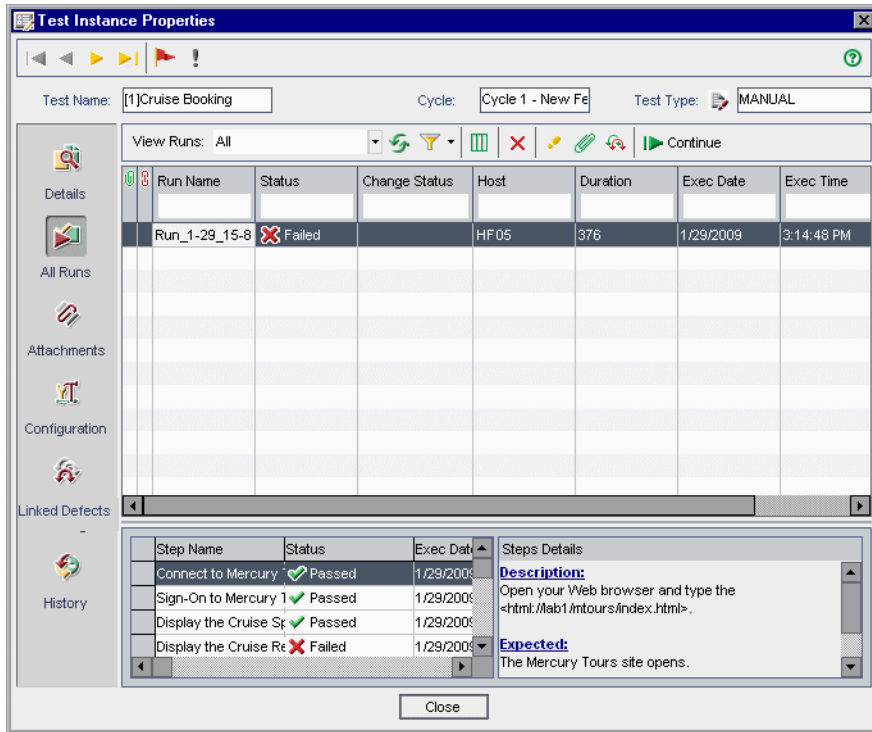 Test Instance Properties
Test Name: [1]Cruise Booking Cycle: Cycle 1 - New Fe Test Type: MANUAL
View Runs: All Continue
Details
All Runs
Attachments
Configuration
Linked Defects
History
Run Name Status Change Status Host Duration Exec Date Exec Time
Run_1-29_15-8 Failed HF05 376 1/29/2009 3:14:48 PM
Step Name Status Exec Dat
Connect to Mercury Passed 1/29/2009
Sign-On to Mercury T Passed 1/29/2009
Display the Cruise Sp Passed 1/29/2009
Display the Cruise Re Failed 1/29/2009
Steps Details
Description:
Open your Web browser and type the
<html://lab1/mtours/index.html>.
Expected:
The Mercury Tours site opens.
Close